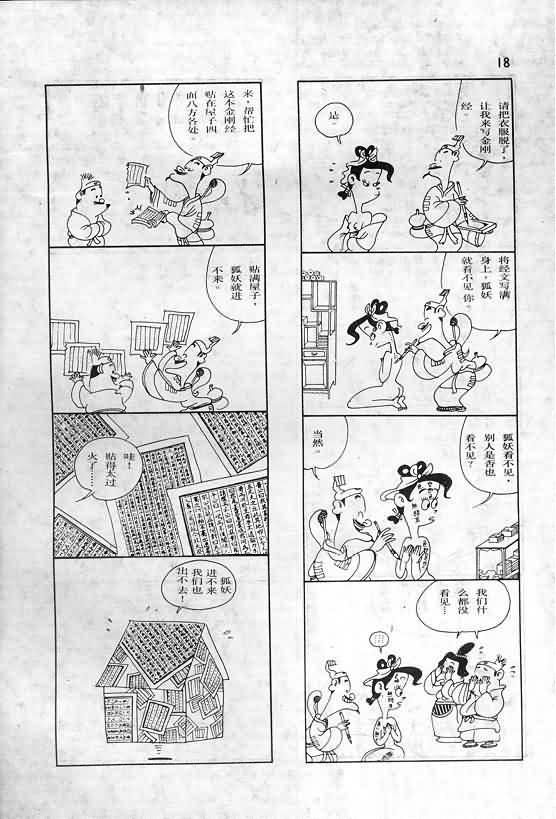 18
请把衣服脱了，
让我来写金刚
经。
是。
将经文写满
身上，狐妖
就看不见你。
狐妖看不见，
别人是否也
看不见？
当然。
我们什
么都没
看见…
来，帮忙把
这本金刚经
贴在屋子四
面八方各处。
贴满屋子，
狐妖就进
不来。
哇！
贴得太过
火了……
狐妖
进不来
我们也
出不去！